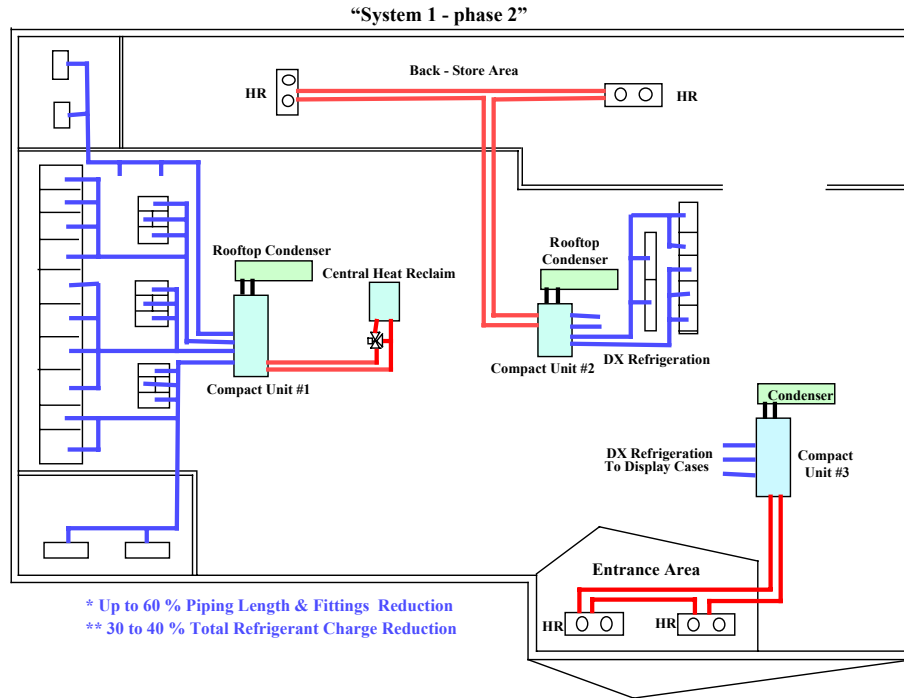 “System 1 - phase 2”
Back - Store Area
HR
HR
Rooftop Condenser
Central Heat Reclaim
Rooftop
Condenser
Compact Unit #1
Compact Unit #2
DX Refrigeration
Condenser
DX Refrigeration
To Display Cases
Compact
Unit #3
Entrance Area
HR
HR
* Up to 60 % Piping Length & Fittings Reduction
** 30 to 40 % Total Refrigerant Charge Reduction